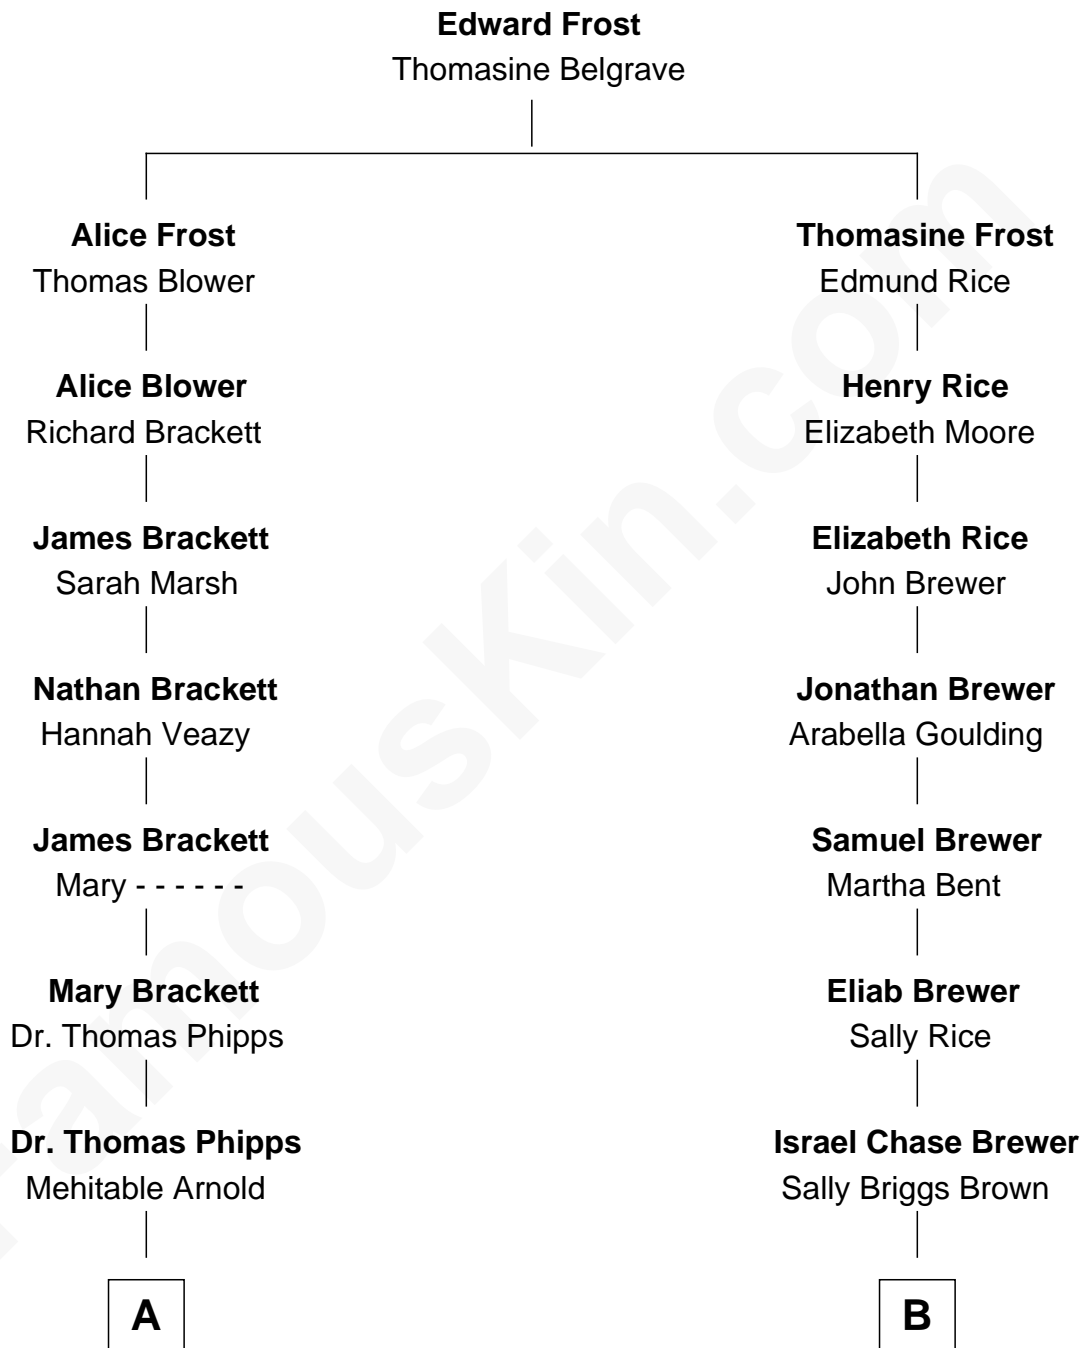 Edward Frost
Thomasine Belgrave
Alice Frost
Thomas Blower
Thomasine Frost
Edmund Rice
Alice Blower
Richard Brackett
Henry Rice
Elizabeth Moore
James Brackett
Sarah Marsh
Elizabeth Rice
John Brewer
Nathan Brackett
Hannah Veazy
Jonathan Brewer
Arabella Goulding
James Brackett
Mary - - - - - -
Samuel Brewer
Martha Bent
Mary Brackett
Dr. Thomas Phipps
Eliab Brewer
Sally Rice
Dr. Thomas Phipps
Mehitable Arnold
Israel Chase Brewer
Sally Briggs Brown
A
B
FamousKin.com